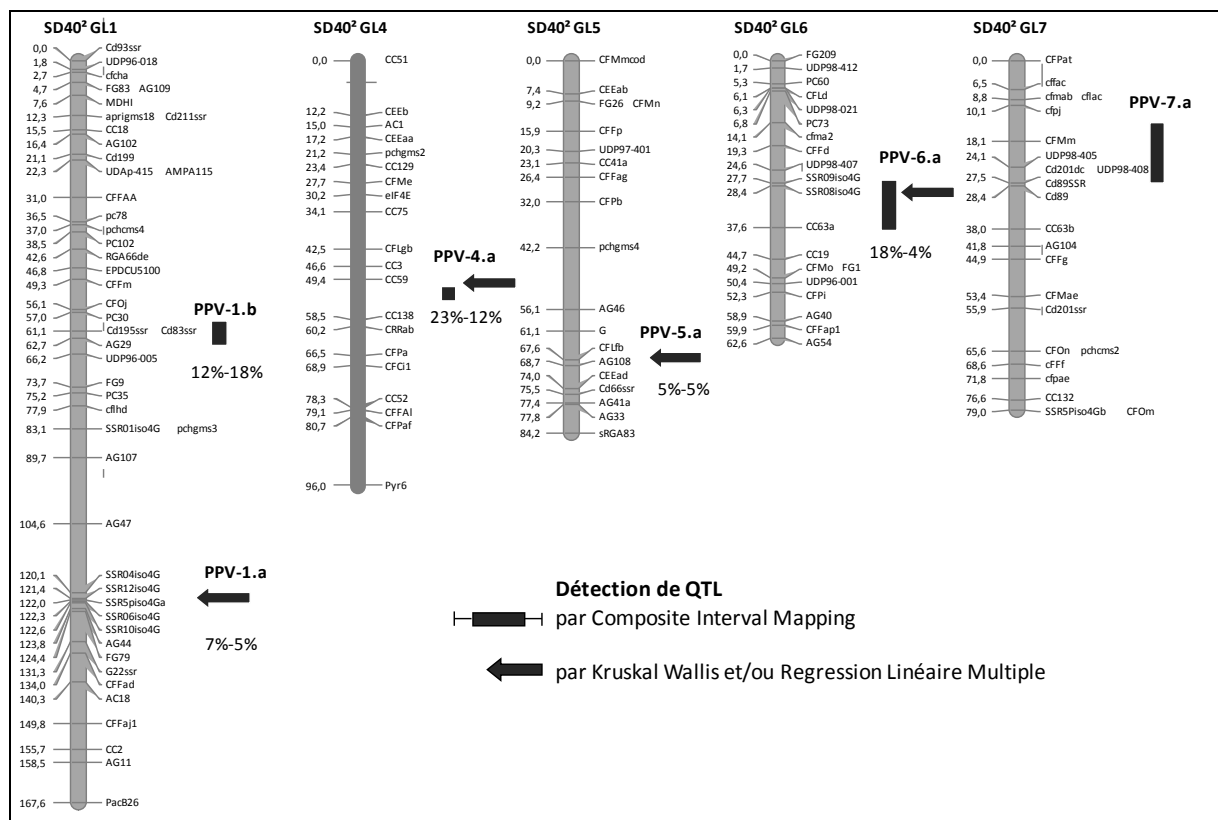 SD40² GL1
0,0 Cd93ssr
1,8 UDP96-018
2,7 cfcha
4,7 FG83 AG109
7,6 MDHI
12,3 aprigms18 Cd211ssr
15,5 CC18
16,4 AG102
21,1 Cd199
22,3 UDAp-415 AMPA115
31,0 CFFAA
36,5 pc78
37,0 pchcms4
38,5 PC102
42,6 RGA66de
46,8 EPDCU5100
49,3 CFFm
56,1 CFOj
57,0 PC30
61,1 Cd195ssr Cd83ssr
62,7 AG29
66,2 UDP96-005
73,7 FG9
75,2 PC35
77,9 cflhd
83,1 SSR01iso4G pchgms3
89,7 AG107
104,6 AG47
120,1 SSR04iso4G
121,4 SSR12iso4G
122,0 SSR5piso4Ga
122,3 SSR06iso4G
122,6 SSR10iso4G
123,8 AG44
124,4 FG79
131,3 G22ssr
134,0 CFFad
140,3 AC18
149,8 CFFaj1
155,7 CC2
158,5 AG11
167,6 PacB26
PPV-1.b
12%-18%
PPV-1.a
7%-5%
SD40² GL4
0,0 CC51
12,2 CEEb
15,0 AC1
17,2 CEEaa
21,2 pchgms2
23,4 CC129
27,7 CFMe
30,2 eIF4E
34,1 CC75
42,5 CFLgb
46,6 CC3
49,4 CC59
58,5 CC138
60,2 CRRab
66,5 CFPa
68,9 CFCi1
78,3 CC52
79,1 CFFAl
80,7 CFPaf
96,0 Pyr6
PPV-4.a
23%-12%
SD40² GL5
0,0 CFMmcod
7,4 CEEab
9,2 FG26 CFMn
15,9 CFFp
20,3 UDP97-401
23,1 CC41a
26,4 CFFag
32,0 CFPb
42,2 pchgms4
56,1 AG46
61,1 G
67,6 CFLfb
68,7 AG108
74,0 CEEad
75,5 Cd66ssr
77,4 AG41a
77,8 AG33
84,2 sRGA83
PPV-5.a
5%-5%
SD40² GL6
0,0 FG209
1,7 UDP98-412
5,3 PC60
6,1 CFLd
6,3 UDP98-021
6,8 PC73
14,1 cfma2
19,3 CFFd
24,6 UDP98-407
27,7 SSR09iso4G
28,4 SSR08iso4G
37,6 CC63a
44,7 CC19
49,2 CFMo FG1
50,4 UDP96-001
52,3 CFPi
58,9 AG40
59,9 CFFap1
62,6 AG54
PPV-6.a
18%-4%
SD40² GL7
0,0 CFPat
6,5 cffac
8,8 cfmab cflac
10,1 cfpj
18,1 CFMm
24,1 UDP98-405
27,5 Cd201dc UDP98-408
Cd89SSR
28,4 Cd89
38,0 CC63b
41,8 AG104
44,9 CFFg
53,4 CFMae
55,9 Cd201ssr
65,6 CFOn pchcms2
68,6 cFFf
71,8 cfpae
76,6 CC132
79,0 SSR5Piso4Gb CFOm
PPV-7.a
Détection de QTL
par Composite Interval Mapping
par Kruskal Wallis et/ou Regression Linéaire Multiple